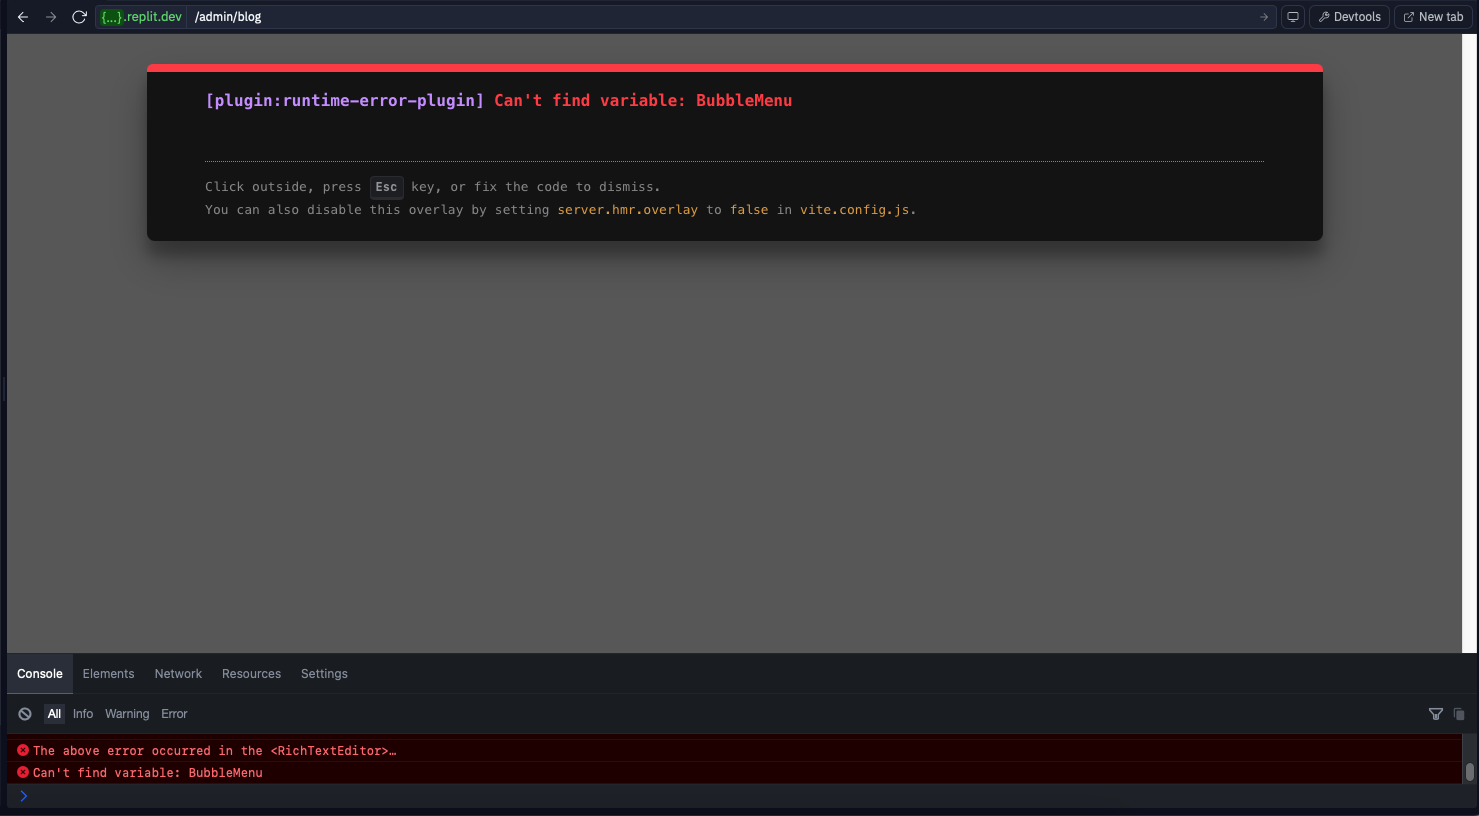 {...}.replit.dev /admin/blog Devtools New tab
[plugin:runtime-error-plugin] Can't find variable: BubbleMenu
Click outside, press Esc key, or fix the code to dismiss.
You can also disable this overlay by setting server.hmr.overlay to false in vite.config.js.
Console Elements Network Resources Settings
All Info Warning Error
The above error occurred in the <RichTextEditor>…
Can't find variable: BubbleMenu